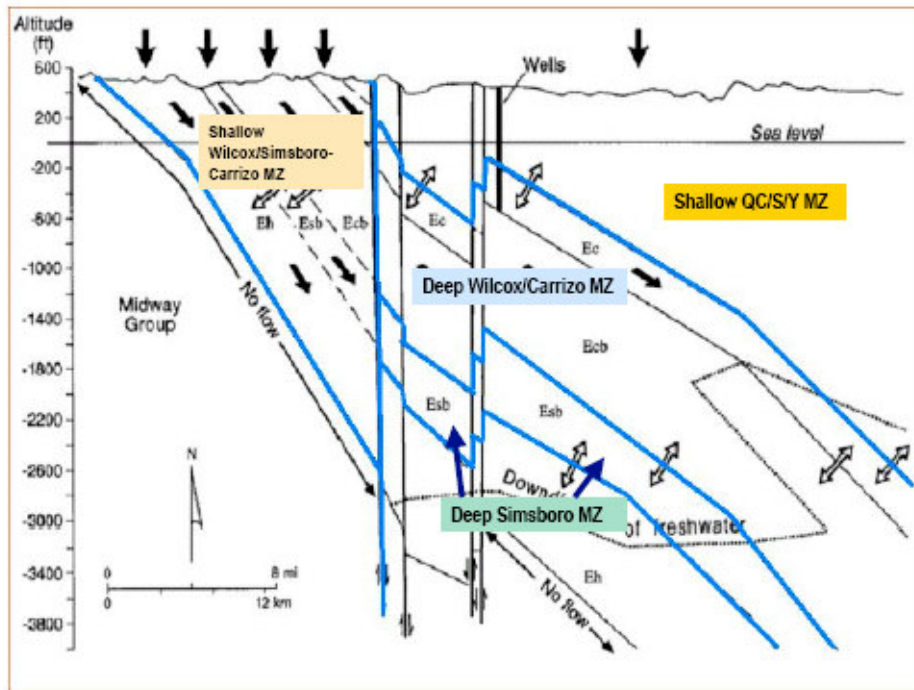 Altitude
(ft)
600
200
-200
-600
-1000
-1400
-1800
-2200
-2600
-3000
-3400
-3800
Wells
Sea level
Shallow
Wilcox/Simsboro-
Carrizo MZ
Shallow QC/S/Y MZ
Eh
Esb
Ecb
Ec
Ec
Deep Wilcox/Carrizo MZ
Midway
Group
No flow
Ecb
Esb
Esb
N
Deep Simsboro MZ
of freshwater
Eh
No flow
0
8 mi
0
12 km